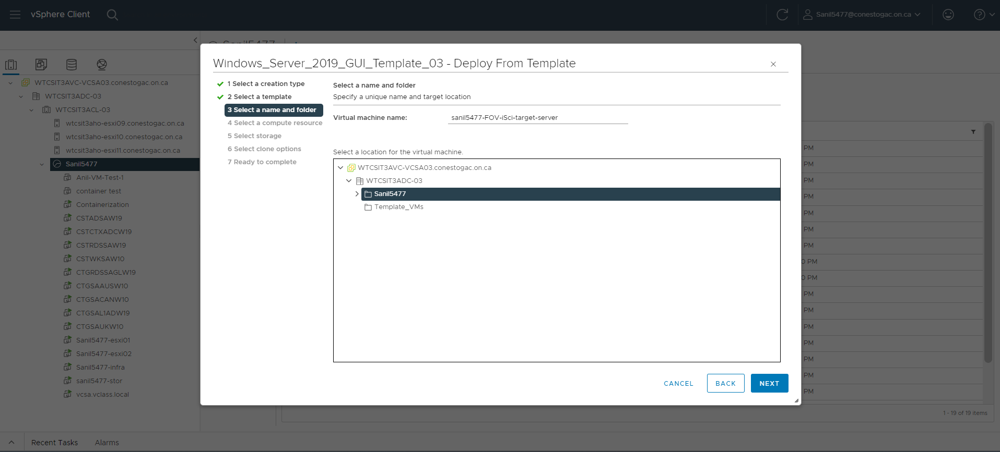 vSphere Client
Sanil5477@conestogac.on.ca
Sanil5477
WTCSIT3AVC-VCSA03.conestogac.on.ca
WTCSIT3ADC-03
WTCSIT3ACL-03
wtcsit3aho-esxi09.conestogac.on.ca
wtcsit3aho-esxi10.conestogac.on.ca
wtcsit3aho-esxi11.conestogac.on.ca
Sanil5477
Anil-VM-Test-1
container test
Containerization
CSTADSAW19
CSTCTXADCW19
CSTRDSSAW19
CSTWKSAW10
CTGRDSSAGLW19
CTGSAAUSW10
CTGSACANW10
CTGSAL1ADW19
CTGSAUKW10
Sanil5477-esxi01
Sanil5477-esxi02
Sanil5477-infra
sanil5477-stor
vcsa.vclass.local
Windows_Server_2019_GUI_Template_03 - Deploy From Template
1 Select a creation type
2 Select a template
3 Select a name and folder
4 Select a compute resource
5 Select storage
6 Select clone options
7 Ready to complete
Select a name and folder
Specify a unique name and target location
Virtual machine name: sanil5477-FOV-iSci-target-server
Select a location for the virtual machine.
WTCSIT3AVC-VCSA03.conestogac.on.ca
WTCSIT3ADC-03
Sanil5477
Template_VMs
CANCEL BACK NEXT
PM
PM
PM
PM
PM
PM
PM
0 PM
0 PM
PM
PM
PM
PM
PM
PM
PM
1 - 19 of 19 items
Recent Tasks Alarms